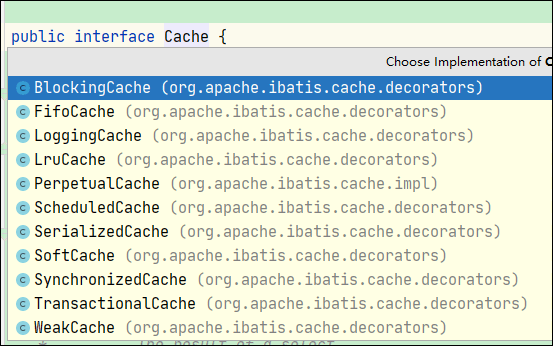 public interface Cache {
Choose Implementation of C
BlockingCache (org.apache.ibatis.cache.decorators)
FifoCache (org.apache.ibatis.cache.decorators)
LoggingCache (org.apache.ibatis.cache.decorators)
LruCache (org.apache.ibatis.cache.decorators)
PerpetualCache (org.apache.ibatis.cache.impl)
ScheduledCache (org.apache.ibatis.cache.decorators)
SerializedCache (org.apache.ibatis.cache.decorators)
SoftCache (org.apache.ibatis.cache.decorators)
SynchronizedCache (org.apache.ibatis.cache.decorators)
TransactionalCache (org.apache.ibatis.cache.decorators)
WeakCache (org.apache.ibatis.cache.decorators)